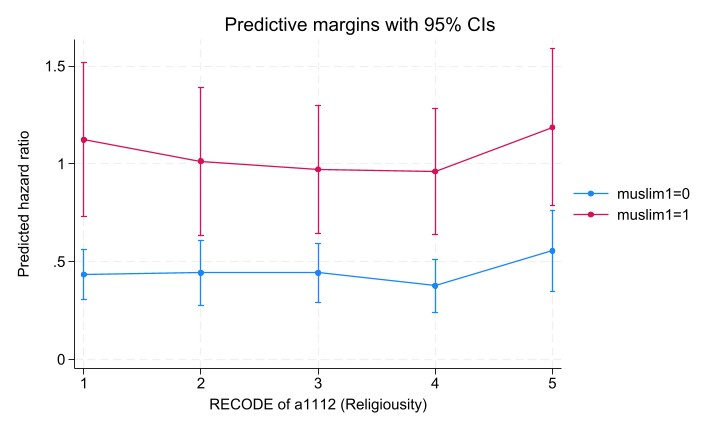 Predictive margins with 95% CIs
Predicted hazard ratio
1.5
1
.5
0
1 2 3 4 5
RECODE of a1112 (Religiousity)
muslim1=0
muslim1=1